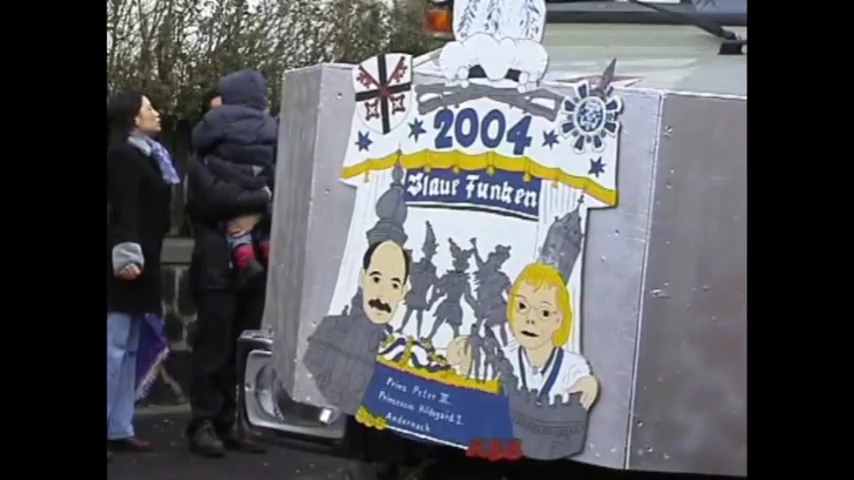 2004
Blaue Funken
Prinz Peter III.
Prinzessin Hildegard I.
Andernach